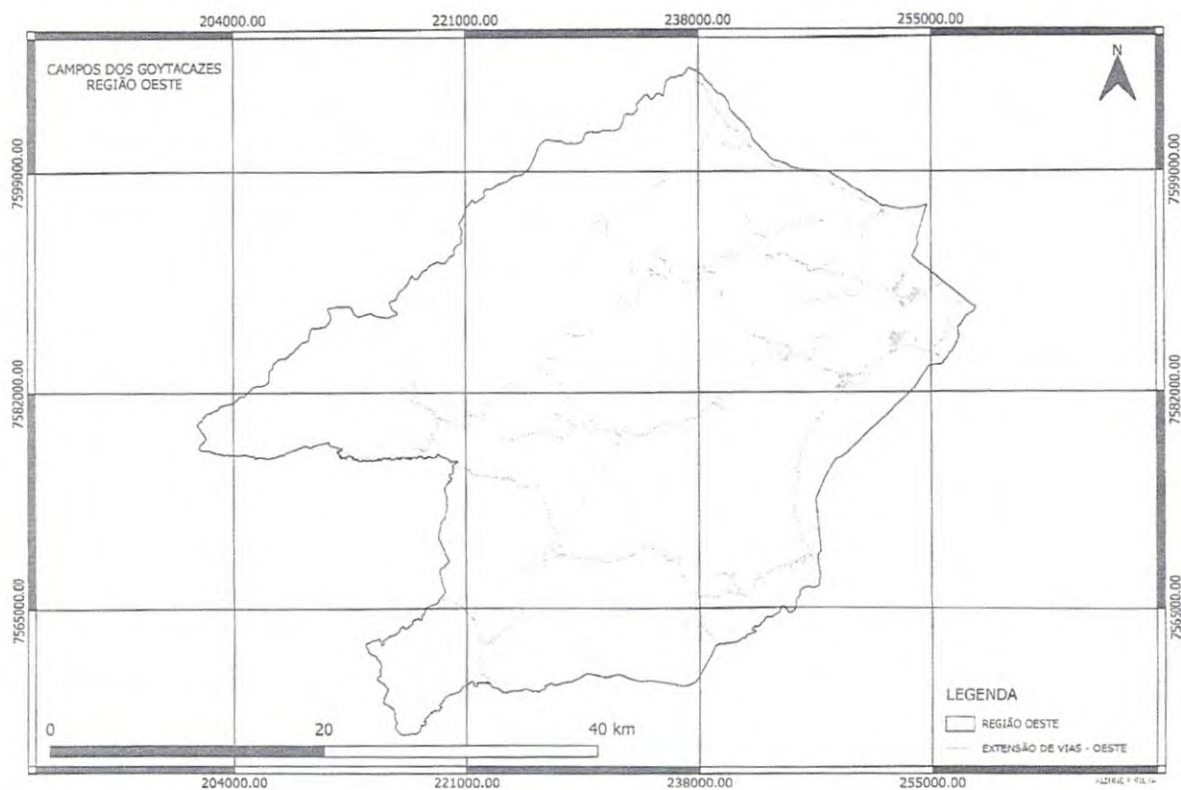 204000.00 221000.00 238000.00 255000.00
CAMPOS DOS GOYTACAZES
REGIÃO OESTE
N
7599000.00 7599000.00
7582000.00 7582000.00
7565000.00 7565000.00
0 20 40 km
LEGENDA
REGIÃO OESTE
EXTENSÃO DE VIAS - OESTE
204000.00 221000.00 238000.00 255000.00